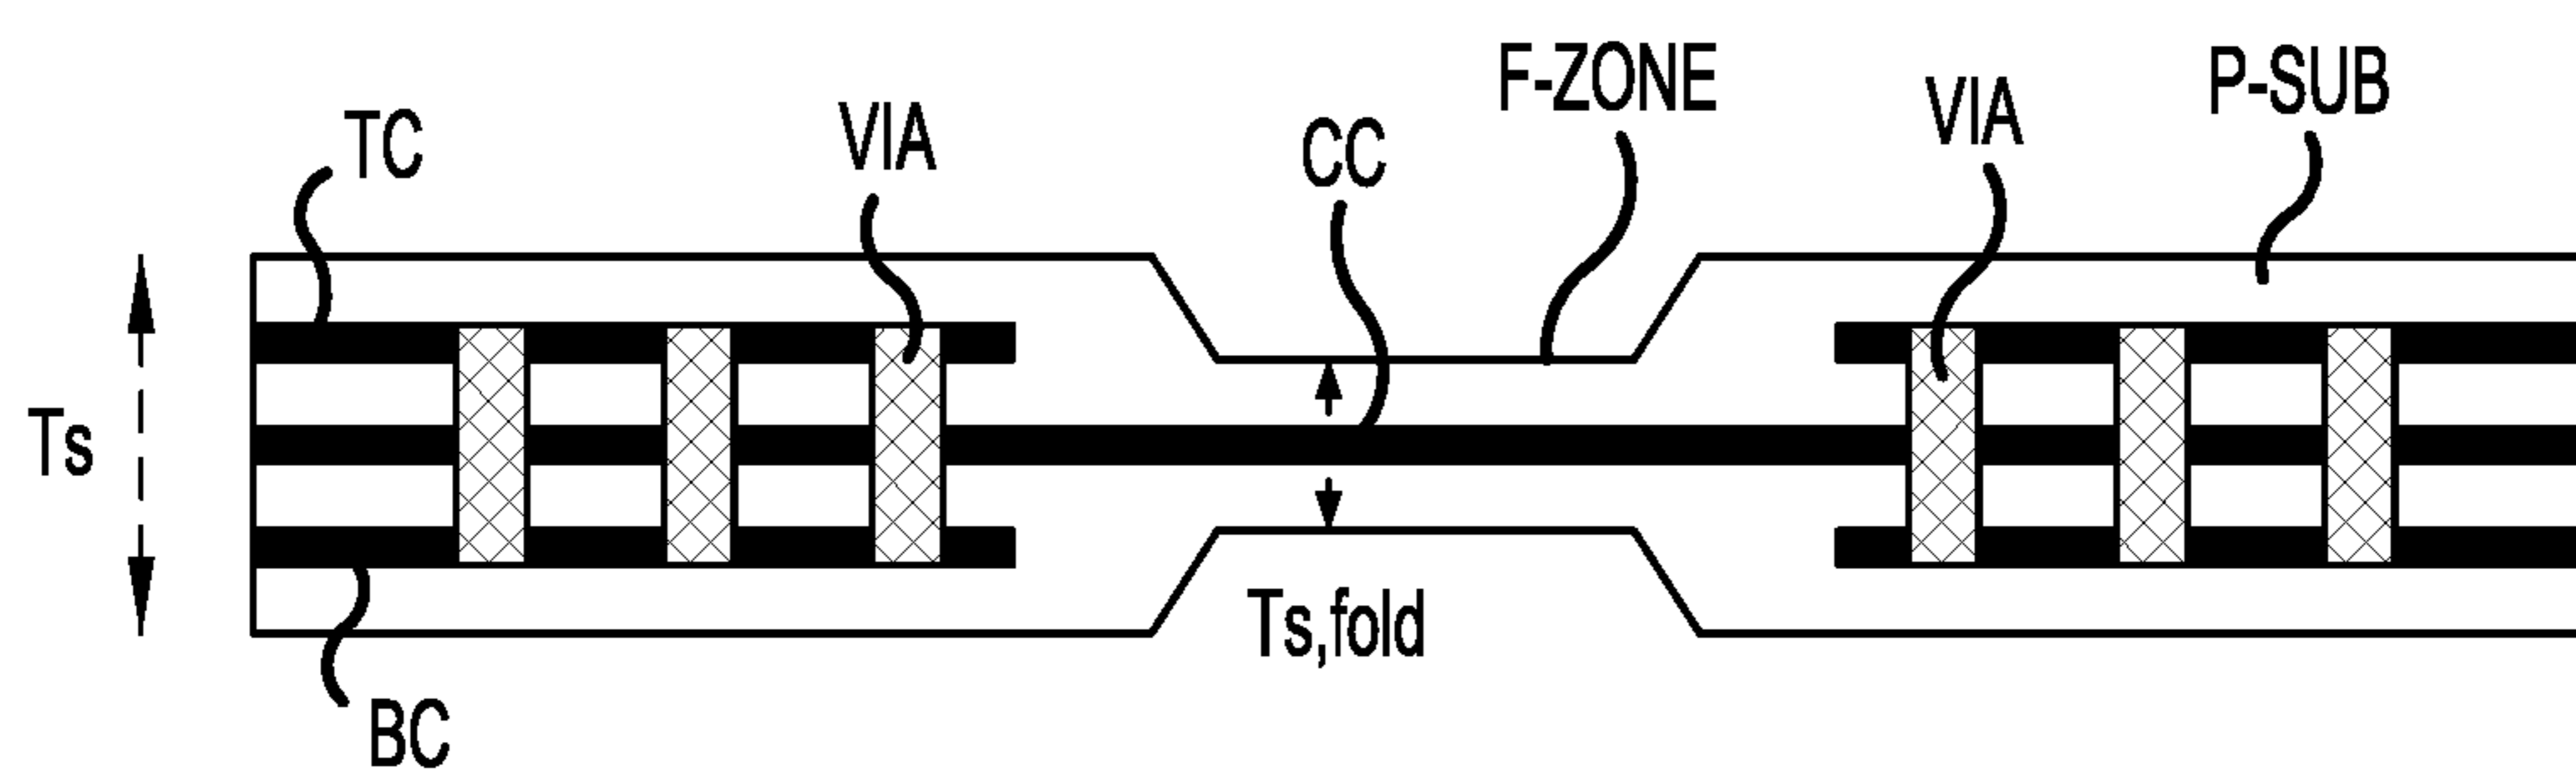 F-ZONE
P-SUB
VIA
TC
VIA
CC
Ts
Ts,fold
BC